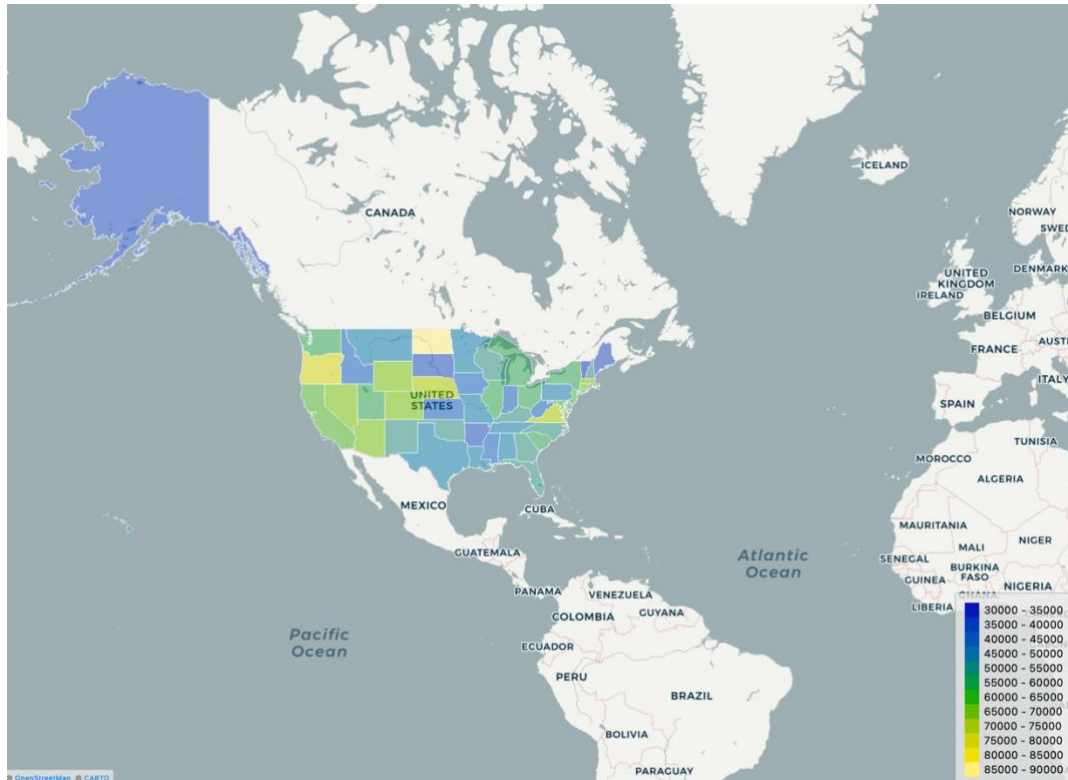 ICELAND
CANADA
NORWAY
SWED
UNITED
KINGDOM
DENMARK
IRELAND
BELGIUM
FRANCE
AUST
ITALY
UNITED
STATES
SPAIN
TUNISIA
MOROCCO
ALGERIA
MEXICO
CUBA
MAURITANIA
NIGER
Atlantic
Ocean
GUATEMALA
MALI
SENEGAL
BURKINA
FASO
GUINEA
NIGERIA
PANAMA
VENEZUELA
GHANA
LIBERIA
COLOMBIA
GUYANA
Pacific
Ocean
ECUADOR
PERU
BRAZIL
BOLIVIA
PARAGUAY
30000 - 35000
35000 - 40000
40000 - 45000
45000 - 50000
50000 - 55000
55000 - 60000
60000 - 65000
65000 - 70000
70000 - 75000
75000 - 80000
80000 - 85000
85000 - 90000
© OpenStreetMap © CARTO